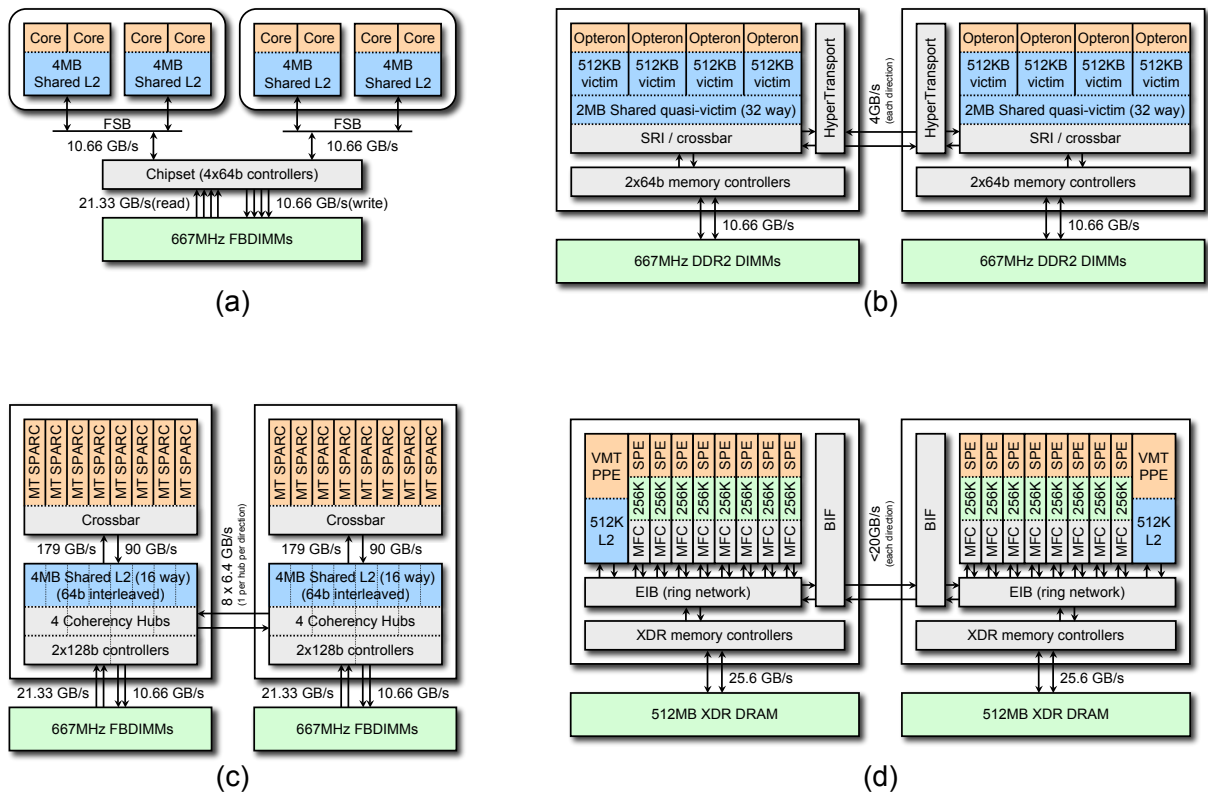 Core Core Core Core Core Core Core Core
4MB Shared L2 4MB Shared L2 4MB Shared L2 4MB Shared L2
FSB FSB
10.66 GB/s 10.66 GB/s
Chipset (4x64b controllers)
21.33 GB/s(read) 10.66 GB/s(write)
667MHz FBDIMMs
(a)
Opteron Opteron Opteron Opteron
512KB victim 512KB victim 512KB victim 512KB victim
2MB Shared quasi-victim (32 way)
SRI / crossbar
HyperTransport
2x64b memory controllers
10.66 GB/s
667MHz DDR2 DIMMs
4GB/s
(each direction)
HyperTransport
Opteron Opteron Opteron Opteron
512KB victim 512KB victim 512KB victim 512KB victim
2MB Shared quasi-victim (32 way)
SRI / crossbar
2x64b memory controllers
10.66 GB/s
667MHz DDR2 DIMMs
(b)
MT SPARC MT SPARC MT SPARC MT SPARC MT SPARC MT SPARC MT SPARC MT SPARC
Crossbar
179 GB/s 90 GB/s
4MB Shared L2 (16 way)
(64b interleaved)
4 Coherency Hubs
2x128b controllers
21.33 GB/s 10.66 GB/s
667MHz FBDIMMs
8 x 6.4 GB/s
(1 per hub per direction)
MT SPARC MT SPARC MT SPARC MT SPARC MT SPARC MT SPARC MT SPARC MT SPARC
Crossbar
179 GB/s 90 GB/s
4MB Shared L2 (16 way)
(64b interleaved)
4 Coherency Hubs
2x128b controllers
21.33 GB/s 10.66 GB/s
667MHz FBDIMMs
(c)
VMT PPE
512K L2
SPE SPE SPE SPE SPE SPE SPE SPE
256K 256K 256K 256K 256K 256K 256K 256K
MFC MFC MFC MFC MFC MFC MFC MFC
EIB (ring network)
BIF
XDR memory controllers
25.6 GB/s
512MB XDR DRAM
<20GB/s
(each direction)
BIF
SPE SPE SPE SPE SPE SPE SPE SPE
256K 256K 256K 256K 256K 256K 256K 256K
MFC MFC MFC MFC MFC MFC MFC MFC
VMT PPE
512K L2
EIB (ring network)
XDR memory controllers
25.6 GB/s
512MB XDR DRAM
(d)